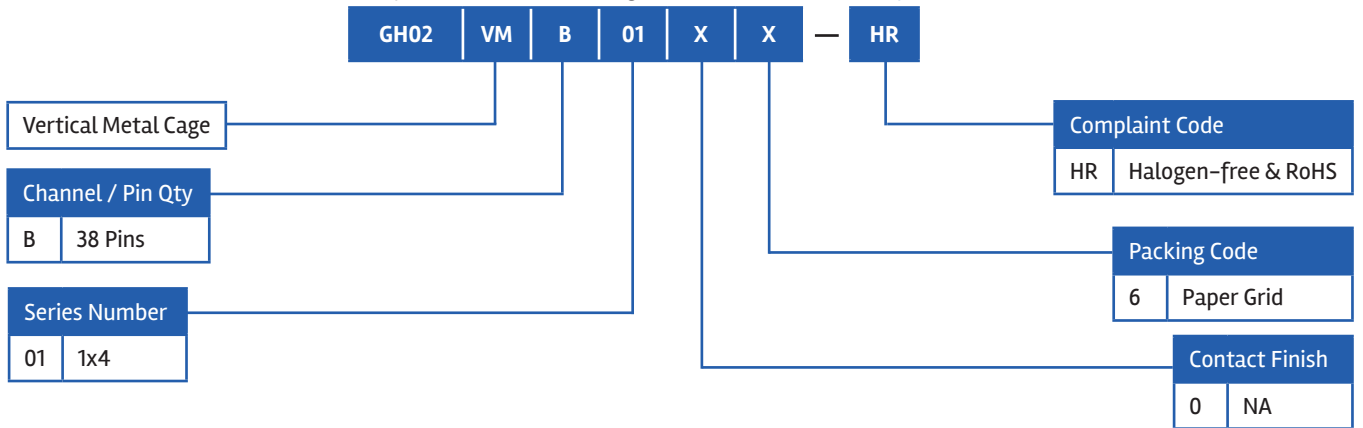 GH02 VM B 01 X X — HR
Vertical Metal Cage
Channel / Pin Qty
B 38 Pins
Series Number
01 1x4
Complaint Code
HR Halogen-free & RoHS
Packing Code
6 Paper Grid
Contact Finish
0 NA